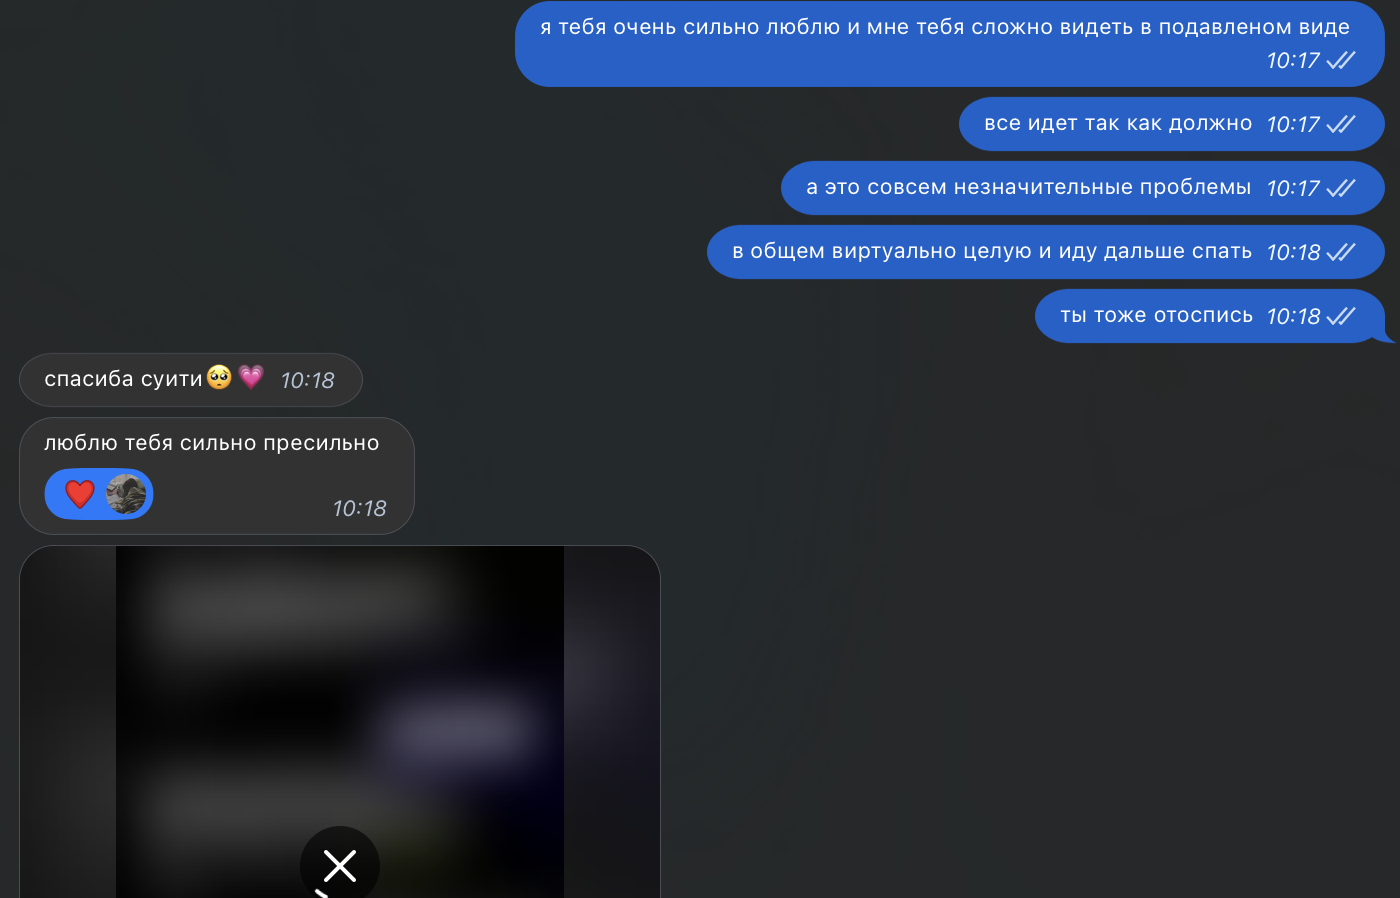 я тебя очень сильно люблю и мне тебя сложно видеть в подавленом виде
10:17
все идет так как должно 10:17
а это совсем незначительные проблемы 10:17
в общем виртуально целую и иду дальше спать 10:18
ты тоже отоспись 10:18
спасиба суити🥺💗 10:18
люблю тебя сильно пресильно
❤️ 10:18